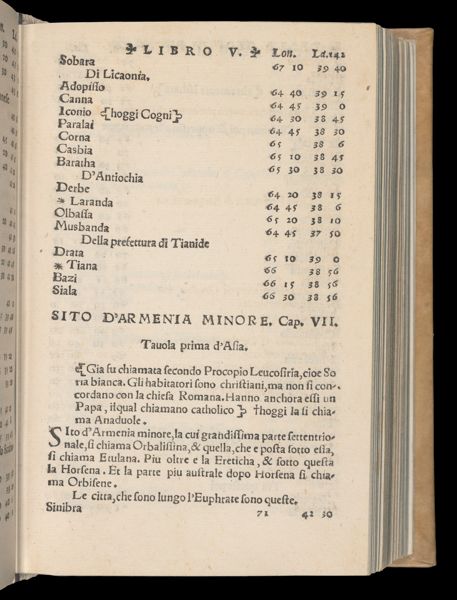 LIBRO V. Lon. La. 142
Sobara 67 10 39 40
Di Licaonia.
Adopisso 64 40 39 15
Canna 64 45 39 0
Iconio {hoggi Cogni} 64 30 38 45
Paralai 64 45 38 30
Corna 65 38 6
Casbia 65 10 38 45
Baratha 65 30 38 30
D'Antiochia
Derbe 64 20 38 15
* Laranda 64 45 38 6
Olbassa 65 20 38 10
Musbanda 64 45 37 50
Della prefettura di Tianide
Drata 65 10 39 0
* Tiana 66 38 56
Bazi 66 15 38 56
Siala 66 30 38 56
SITO D'ARMENIA MINORE. Cap. VII.
Tauola prima d'Asia.
{Gia fu chiamata secondo Procopio Leucosiria, cioe So
ria bianca. Gli habitatori sono christiani, ma non si con-
cordano con la chiesa Romana. Hanno anchora essi un
Papa, ilqual chiamano catholico} †hoggi la si chia-
ma Anaduole.
SIto d'Armenia minore, la cui grandissima parte settentrio-
nale, si chiama Orbalissina, & quella, che e posta sotto essa,
si chiama Etulana. Piu oltre e la Ereticha, & sotto questa
la Horsena. Et la parte piu australe dopo Horsena si chia-
ma Orbisene.
Le citta, che sono lungo l'Euphrate sono queste.
Sinibra 71 42 30